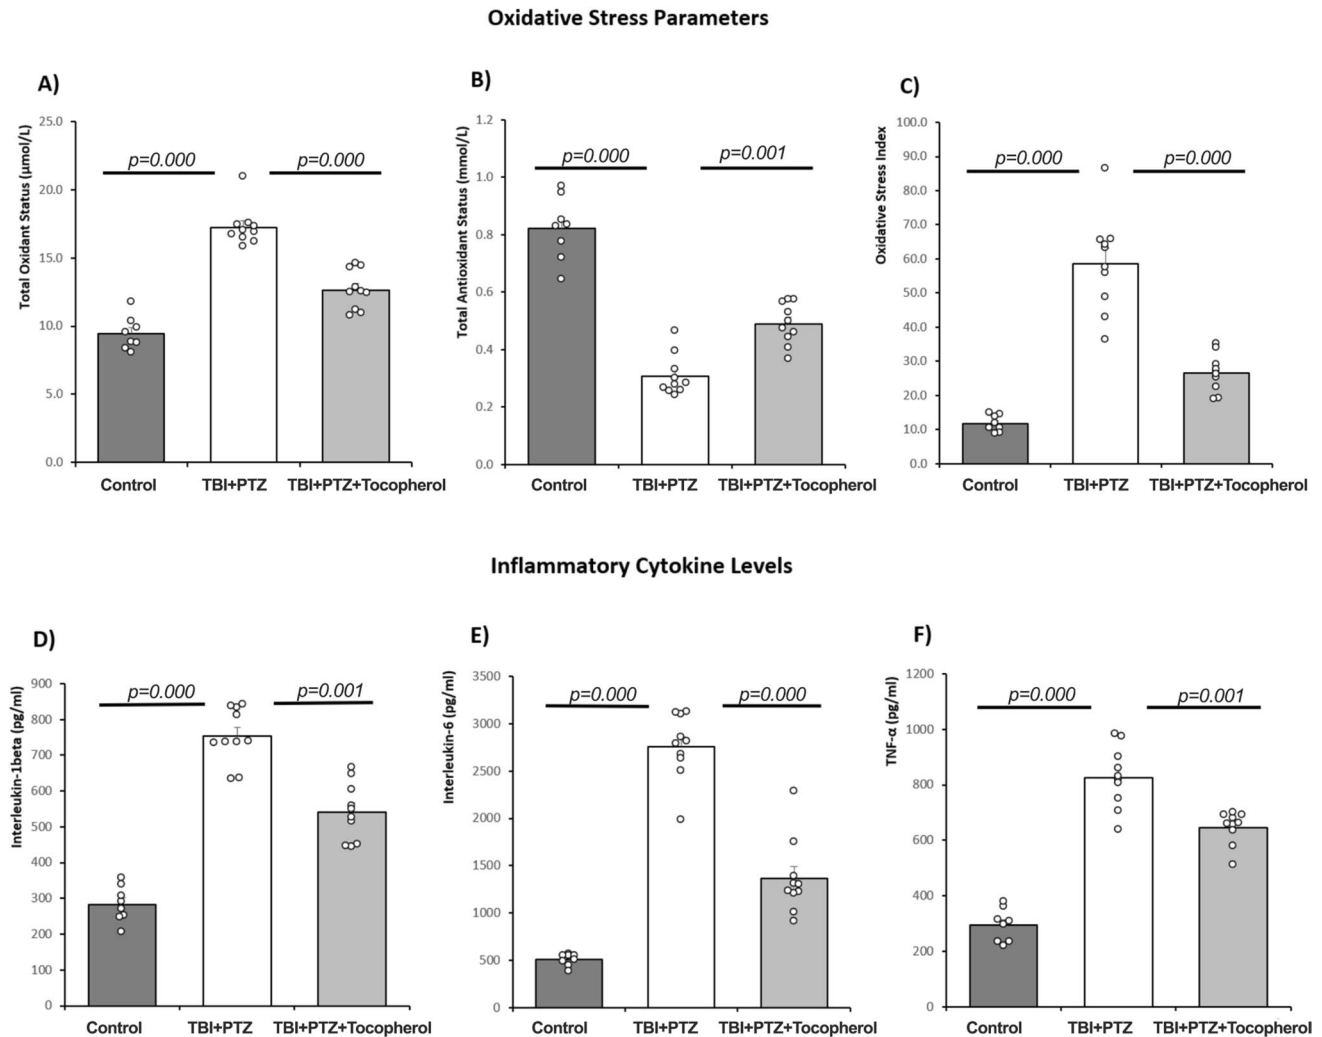 Oxidative Stress Parameters
A)
B)
C)
Total Oxidant Status (µmol/L)
25.0
20.0
15.0
10.0
5.0
0.0
p=0.000
p=0.000
Control
TBI+PTZ
TBI+PTZ+Tocopherol
Total Antioxidant Status (mmol/L)
1.2
1.0
0.8
0.6
0.4
0.2
0.0
p=0.000
p=0.001
Control
TBI+PTZ
TBI+PTZ+Tocopherol
Oxidative Stress Index
100.0
90.0
80.0
70.0
60.0
50.0
40.0
30.0
20.0
10.0
0.0
p=0.000
p=0.000
Control
TBI+PTZ
TBI+PTZ+Tocopherol
Inflammatory Cytokine Levels
D)
E)
F)
Interleukin-1beta (pg/ml)
900
800
700
600
500
400
300
200
100
0
p=0.000
p=0.001
Control
TBI+PTZ
TBI+PTZ+Tocopherol
Interleukin-6 (pg/ml)
3500
3000
2500
2000
1500
1000
500
0
p=0.000
p=0.000
Control
TBI+PTZ
TBI+PTZ+Tocopherol
TNF-α (pg/ml)
1200
1000
800
600
400
200
0
p=0.000
p=0.001
Control
TBI+PTZ
TBI+PTZ+Tocopherol